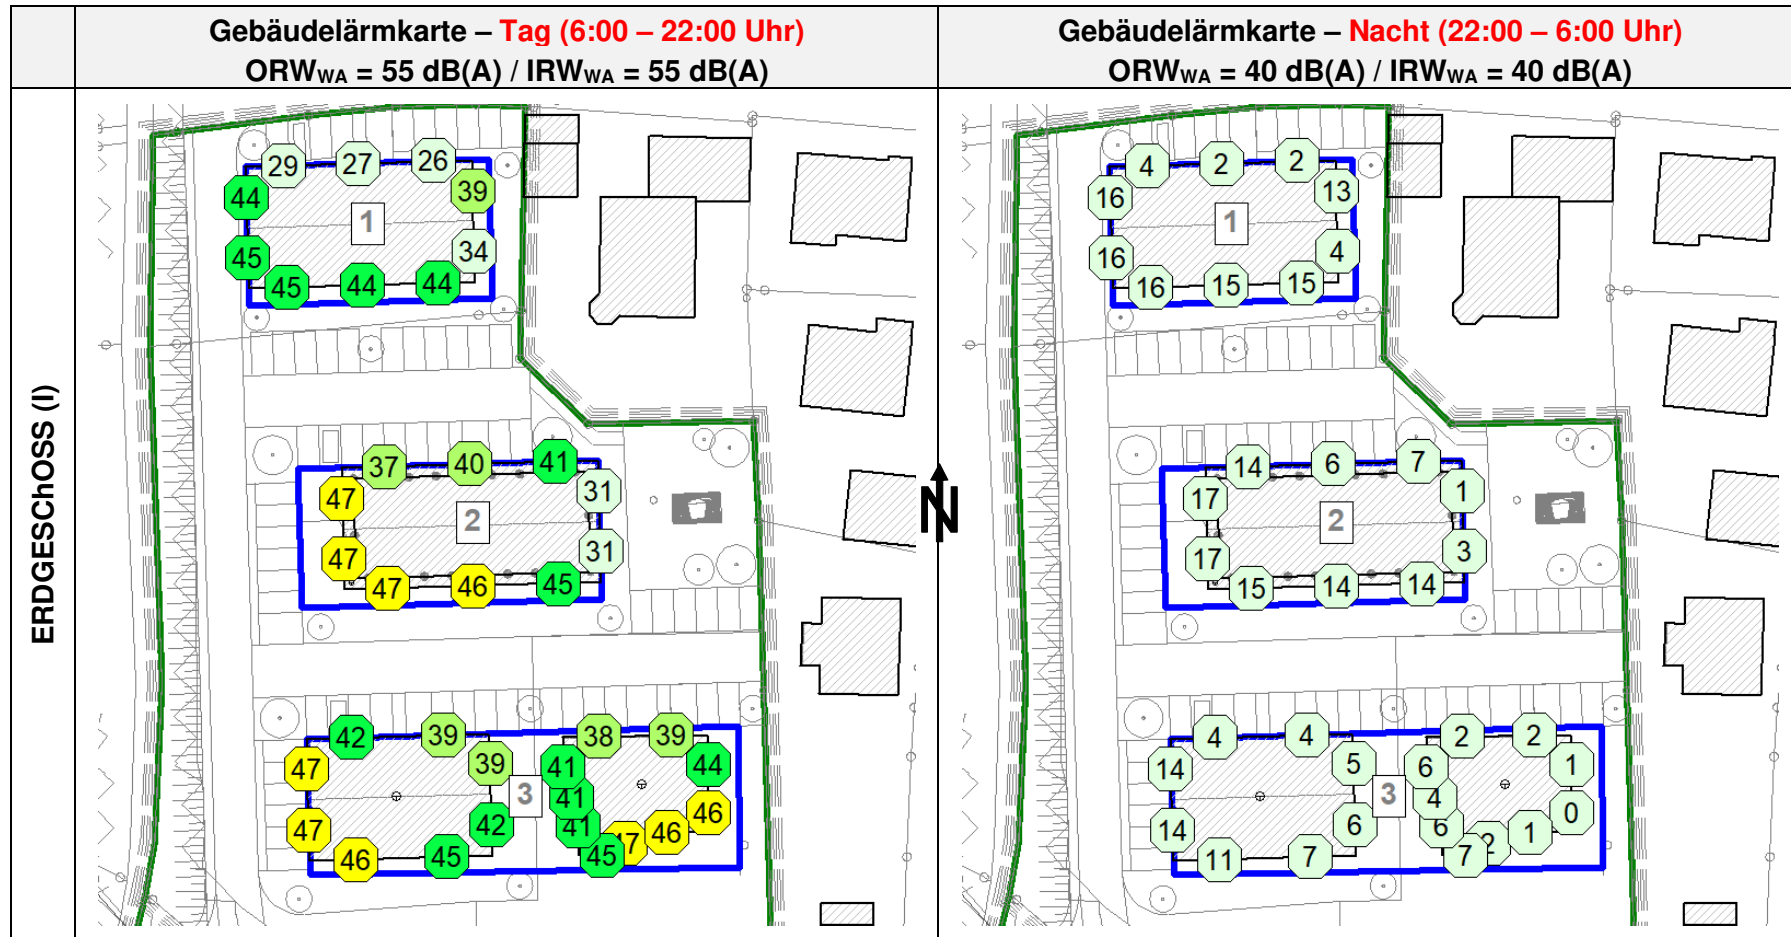 Gebäudelärmkarte – Tag (6:00 – 22:00 Uhr)
ORWWA = 55 dB(A) / IRWWA = 55 dB(A)
Gebäudelärmkarte – Nacht (22:00 – 6:00 Uhr)
ORWWA = 40 dB(A) / IRWWA = 40 dB(A)
ERDGESChOSS (I)
29 27 26
44 39
1
45 34
45 44 44
37 40 41
47 31
2
47 31
47 46 45
42 39 38 39
47 39 41 44
3 41
47 42 41 46
46 45 45 46
N
4 2 2
16 13
1
16 4
16 15 15
14 6 7
17 1
2
17 3
15 14 14
4 4 2 2
14 5 6 1
3 4
14 6 6 0
11 7 7 2 1